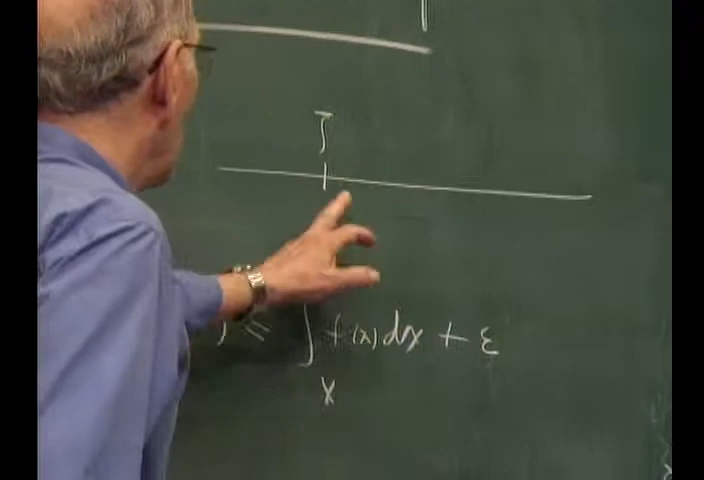 J
) ≤ ∫ f(x) dx + ε
X